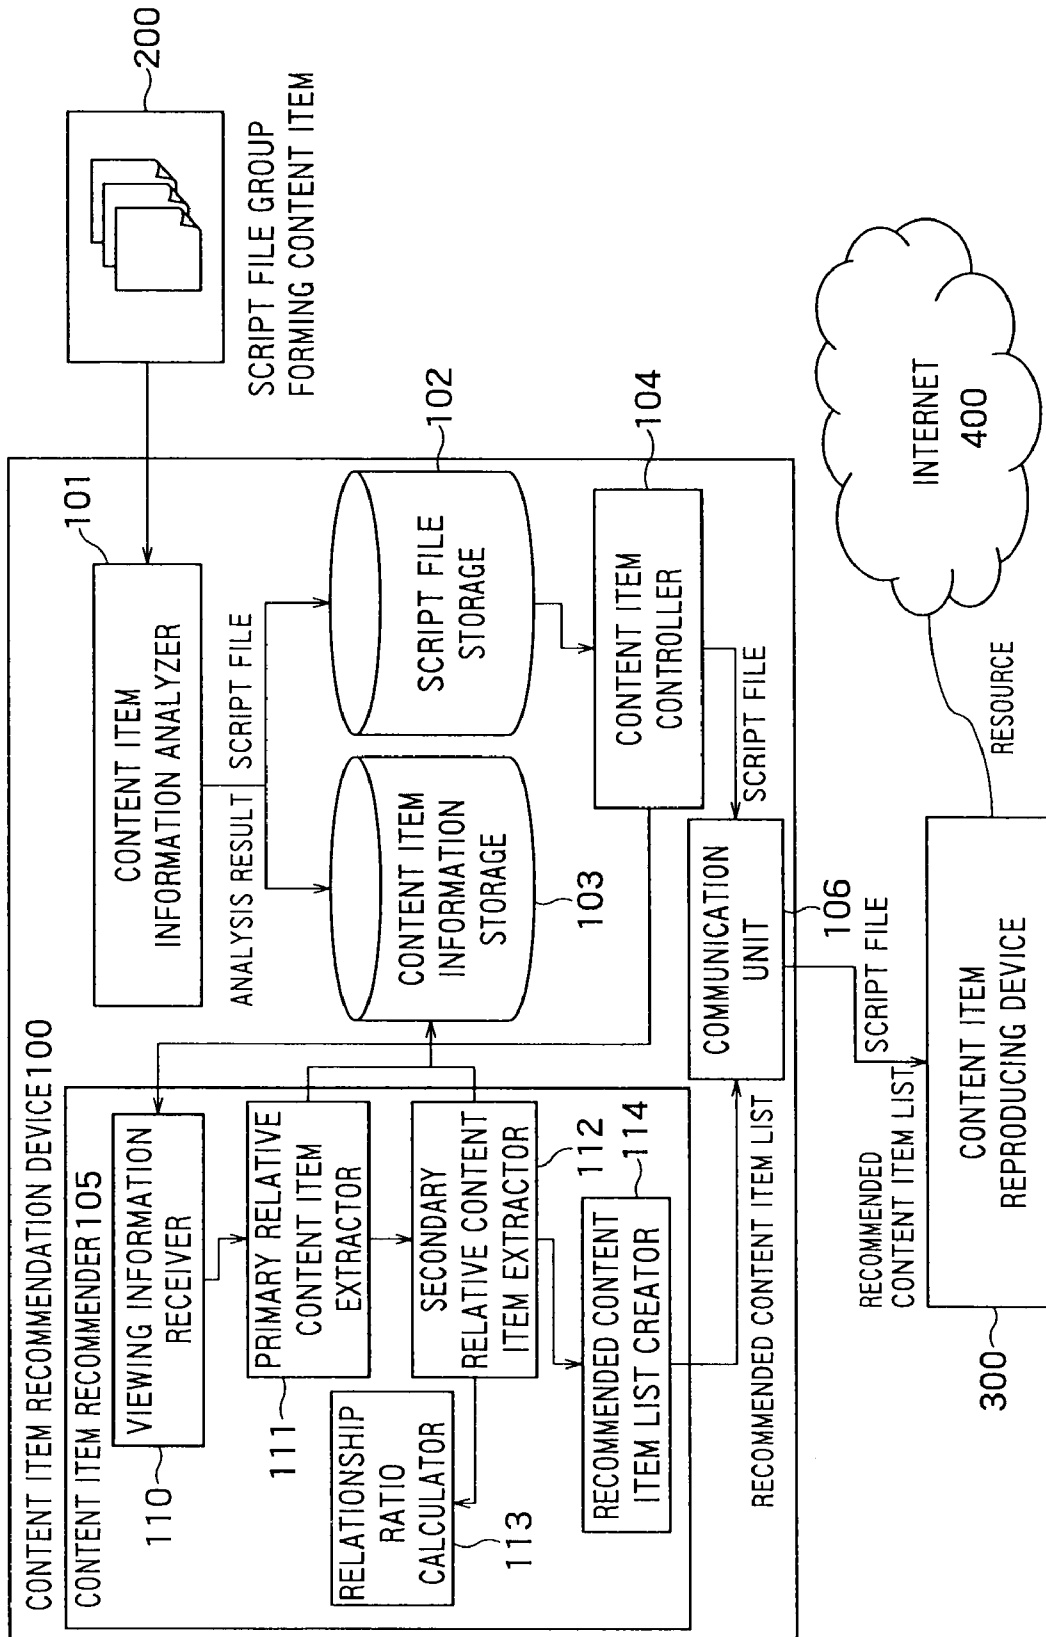 CONTENT ITEM RECOMMENDATION DEVICE100
CONTENT ITEM RECOMMENDER105
VIEWING INFORMATION
RECEIVER
110
PRIMARY RELATIVE
CONTENT ITEM
EXTRACTOR
111
RELATIONSHIP
RATIO
CALCULATOR
113
SECONDARY
RELATIVE CONTENT
ITEM EXTRACTOR
112
RECOMMENDED CONTENT
ITEM LIST CREATOR
114
RECOMMENDED CONTENT ITEM LIST
CONTENT ITEM
INFORMATION ANALYZER
101
ANALYSIS RESULT
SCRIPT FILE
CONTENT ITEM
INFORMATION
STORAGE
103
SCRIPT FILE
STORAGE
102
CONTENT ITEM
CONTROLLER
104
SCRIPT FILE
COMMUNICATION
UNIT
106
200
SCRIPT FILE GROUP
FORMING CONTENT ITEM
RECOMMENDED
CONTENT ITEM LIST
SCRIPT FILE
CONTENT ITEM
REPRODUCING DEVICE
300
RESOURCE
INTERNET
400